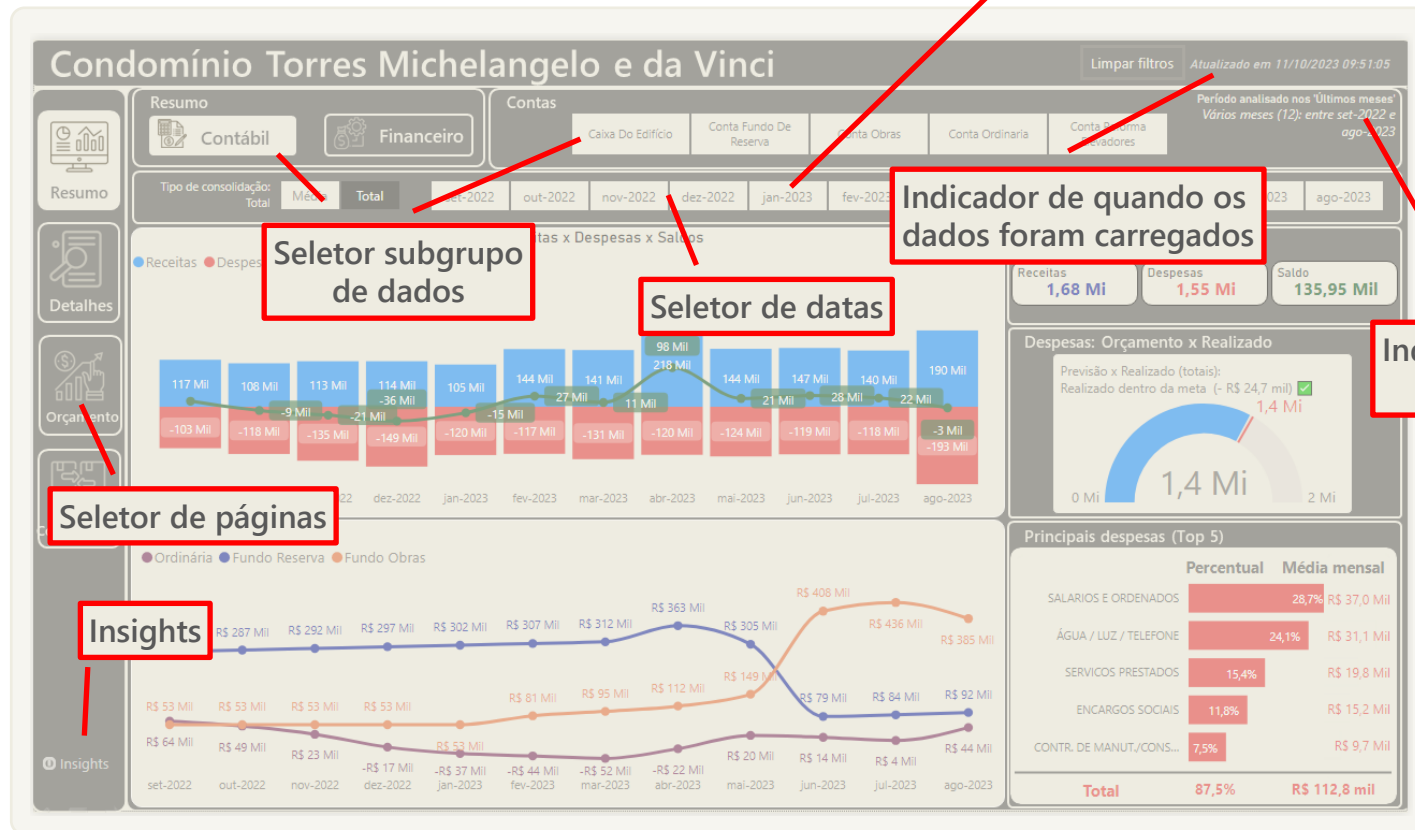 Condomínio Torres Michelangelo e da Vinci
Limpar filtros
Atualizado em 11/10/2023 09:51:05
Resumo
Contábil
Financeiro
Contas
Caixa Do Edifício
Conta Fundo De
Reserva
Conta Obras
Conta Ordinaria
Período analisado nos 'Últimos meses'
Vários meses (12): entre set-2022 e
ago-2023
Resumo
Detalhes
Orçamento
Tipo de consolidação:
Total
Média
Total
set-2022
out-2022
nov-2022
dez-2022
jan-2023
fev-2023
ago-2023
Indicador de quando os
dados foram carregados
Seletor subgrupo
de dados
Seletor de datas
Seletor de páginas
Insights
Insights
x Despesas x Saldos
Receitas
117 Mil
108 Mil
113 Mil
114 Mil
105 Mil
144 Mil
141 Mil
218 Mil
144 Mil
147 Mil
140 Mil
190 Mil
-9 Mil
-21 Mil
-36 Mil
-15 Mil
27 Mil
11 Mil
98 Mil
21 Mil
28 Mil
22 Mil
-3 Mil
-103 Mil
-118 Mil
-135 Mil
-149 Mil
-120 Mil
-117 Mil
-131 Mil
-120 Mil
-124 Mil
-119 Mil
-118 Mil
-193 Mil
dez-2022
jan-2023
fev-2023
mar-2023
abr-2023
mai-2023
jun-2023
jul-2023
ago-2023
Receitas
1,68 Mi
Despesas
1,55 Mi
Saldo
135,95 Mil
Despesas: Orçamento x Realizado
Previsão x Realizado (totais):
Realizado dentro da meta (- R$ 24,7 mil) ✅
1,4 Mi
1,4 Mi
0 Mi
2 Mi
Ordinária
Fundo Reserva
Fundo Obras
R$ 287 Mil
R$ 292 Mil
R$ 297 Mil
R$ 302 Mil
R$ 307 Mil
R$ 312 Mil
R$ 363 Mil
R$ 305 Mil
R$ 79 Mil
R$ 84 Mil
R$ 92 Mil
R$ 53 Mil
R$ 53 Mil
R$ 53 Mil
R$ 53 Mil
R$ 53 Mil
R$ 81 Mil
R$ 95 Mil
R$ 112 Mil
R$ 149 Mil
R$ 408 Mil
R$ 436 Mil
R$ 385 Mil
R$ 64 Mil
R$ 49 Mil
R$ 23 Mil
-R$ 17 Mil
-R$ 37 Mil
-R$ 44 Mil
-R$ 52 Mil
-R$ 22 Mil
R$ 20 Mil
R$ 14 Mil
R$ 4 Mil
R$ 44 Mil
set-2022
out-2022
nov-2022
dez-2022
jan-2023
fev-2023
mar-2023
abr-2023
mai-2023
jun-2023
jul-2023
ago-2023
Principais despesas (Top 5)
Percentual
Média mensal
SALARIOS E ORDENADOS
28,7%
R$ 37,0 Mil
ÁGUA / LUZ / TELEFONE
24,1%
R$ 31,1 Mil
SERVICOS PRESTADOS
15,4%
R$ 19,8 Mil
ENCARGOS SOCIAIS
11,8%
R$ 15,2 Mil
CONTR. DE MANUT./CONS...
7,5%
R$ 9,7 Mil
Total
87,5%
R$ 112,8 mil